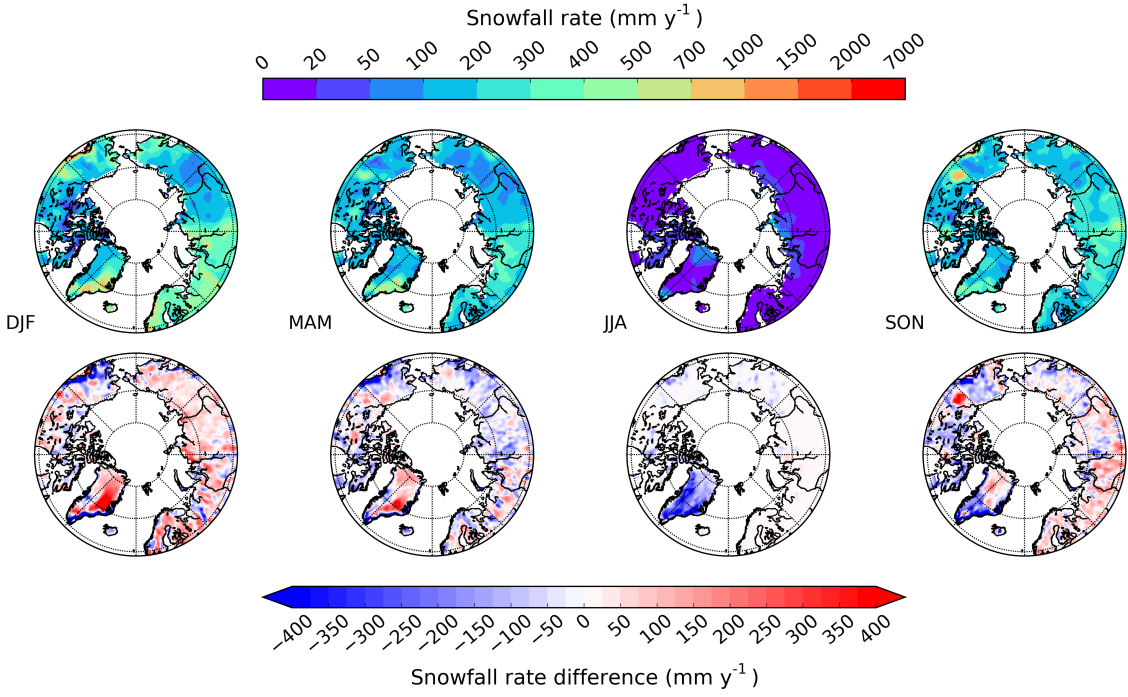 Snowfall rate (mm y⁻¹)
0 20 50 100 200 300 400 500 700 1000 1500 2000 7000
DJF MAM JJA SON
−400 −350 −300 −250 −200 −150 −100 −50 0 50 100 150 200 250 300 350 400
Snowfall rate difference (mm y⁻¹)